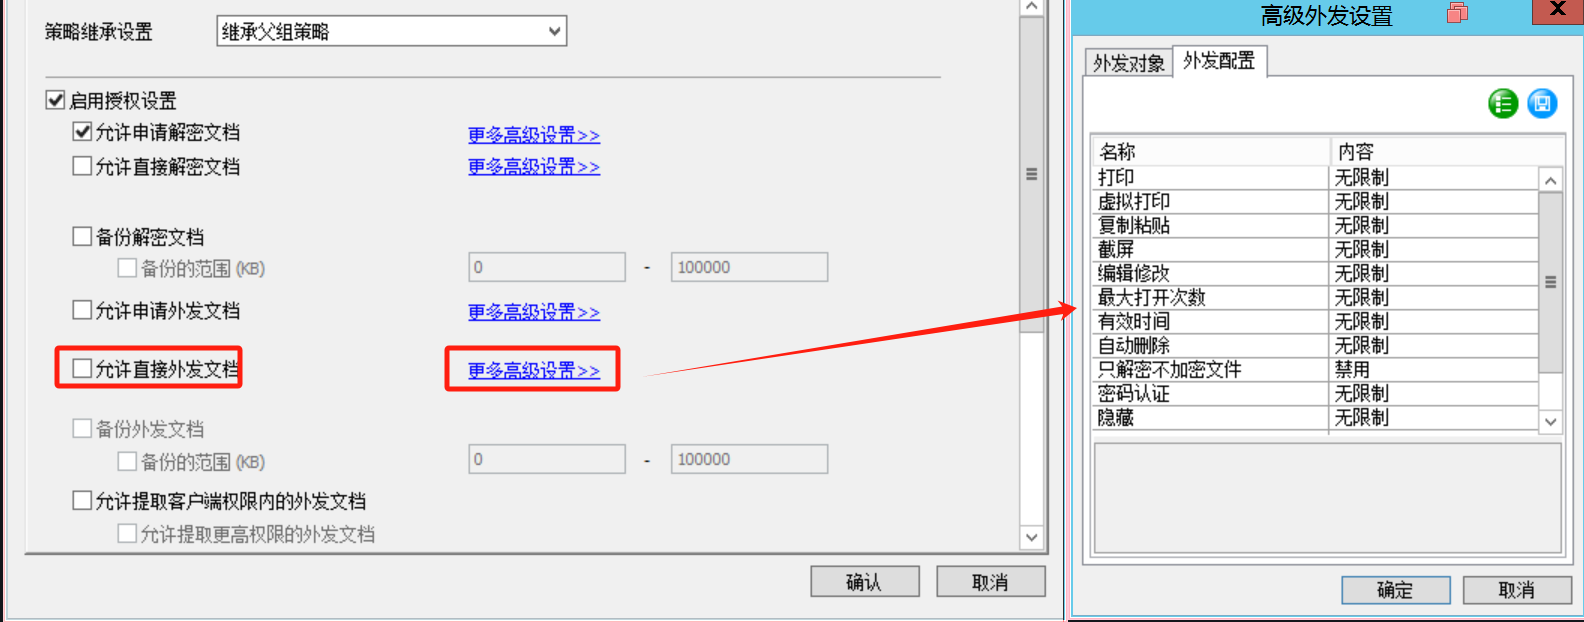 策略继承设置 继承父组策略
启用授权设置
允许申请解密文档 更多高级设置>>
允许直接解密文档 更多高级设置>>
备份解密文档
备份的范围(KB) 0 - 100000
允许申请外发文档 更多高级设置>>
允许直接外发文档 更多高级设置>>
备份外发文档
备份的范围(KB) 0 - 100000
允许提取客户端权限内的外发文档
允许提取更高权限的外发文档
确认 取消
高级外发设置 X
外发对象 外发配置
名称 内容
打印 无限制
虚拟打印 无限制
复制粘贴 无限制
截屏 无限制
编辑修改 无限制
最大打开次数 无限制
有效时间 无限制
自动删除 无限制
只解密不加密文件 禁用
密码认证 无限制
隐藏 无限制
确定 取消